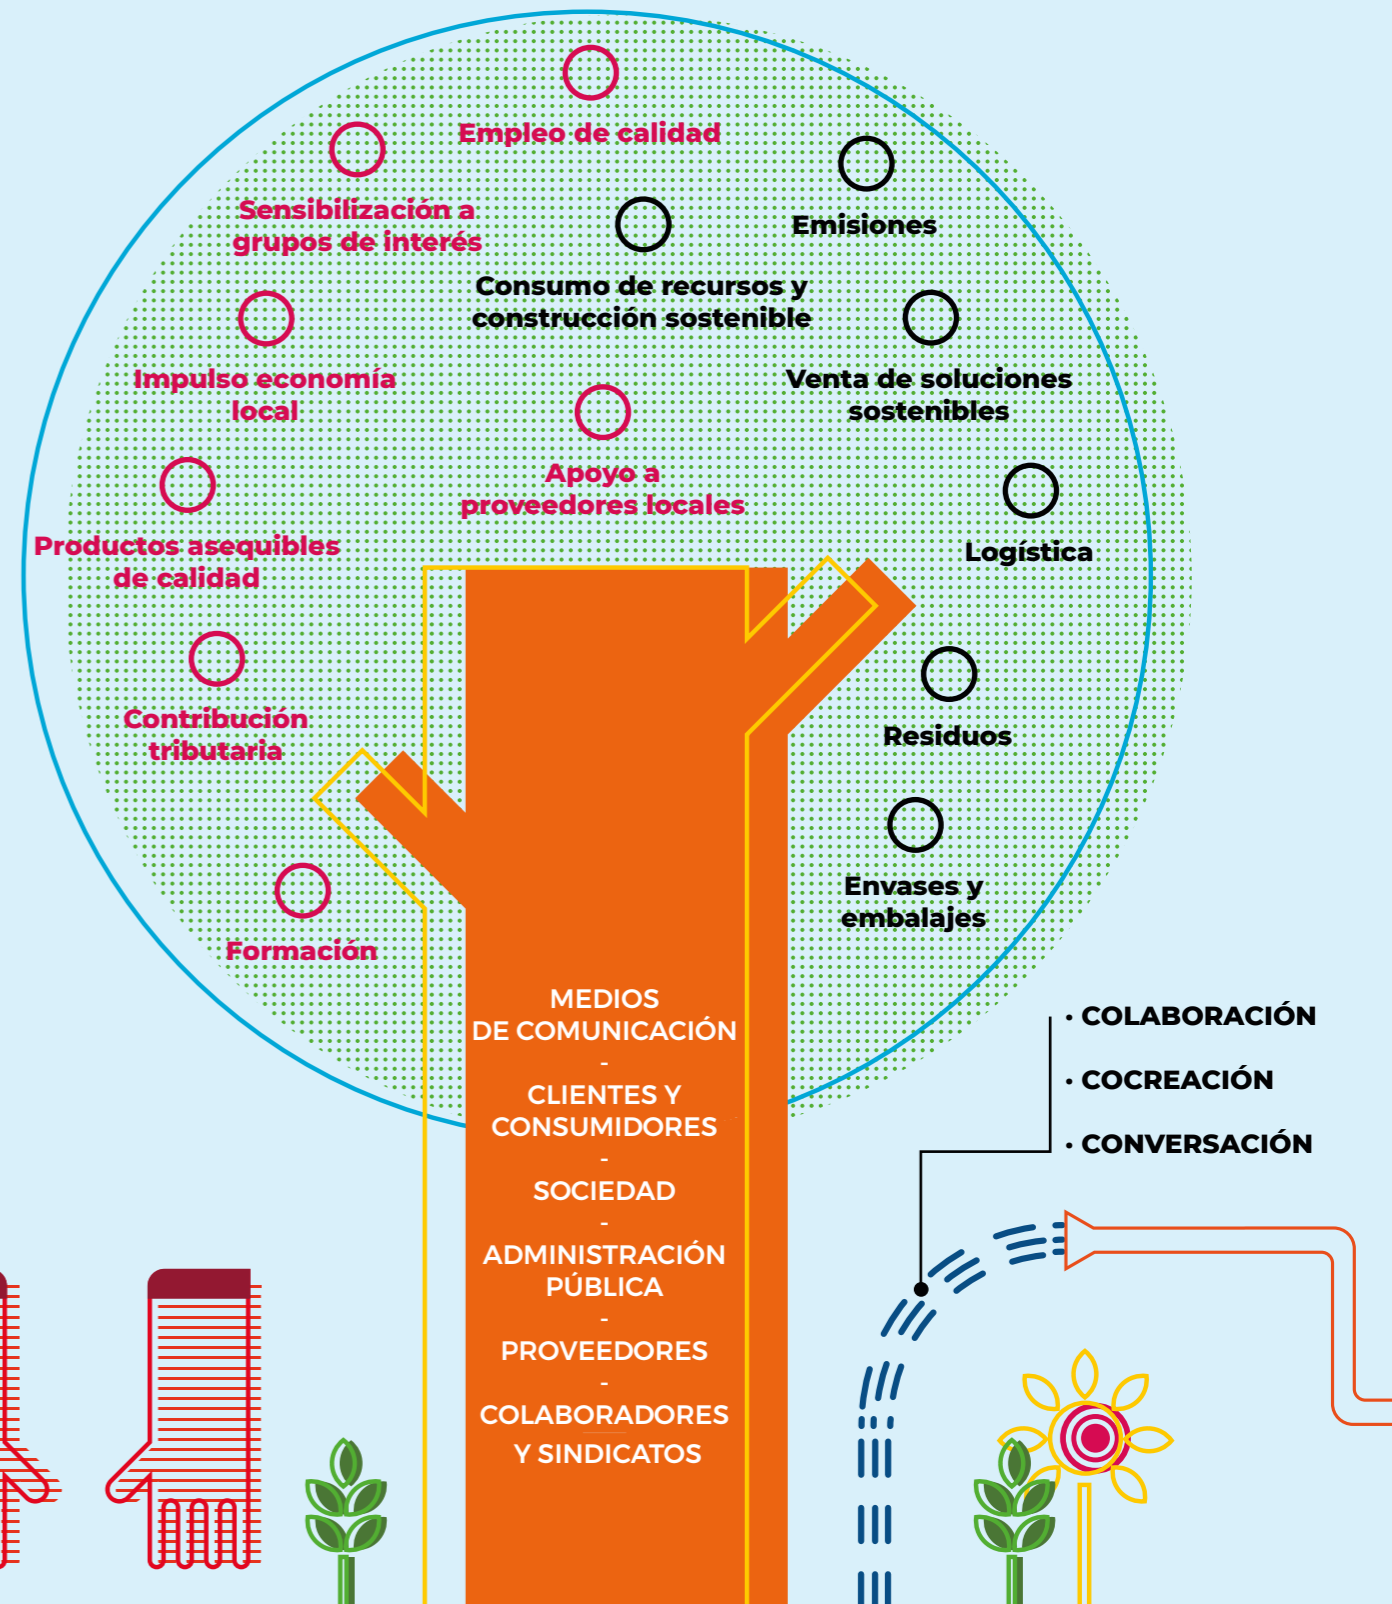 Empleo de calidad
Sensibilización a
grupos de interés
Emisiones
Consumo de recursos y
construcción sostenible
Impulso economía
local
Venta de soluciones
sostenibles
Apoyo a
proveedores locales
Productos asequibles
de calidad
Logística
Contribución
tributaria
Residuos
Envases y
embalajes
Formación
MEDIOS
DE COMUNICACIÓN
-
CLIENTES Y
CONSUMIDORES
-
SOCIEDAD
-
ADMINISTRACIÓN
PÚBLICA
-
PROVEEDORES
-
COLABORADORES
Y SINDICATOS
· COLABORACIÓN
· COCREACIÓN
· CONVERSACIÓN